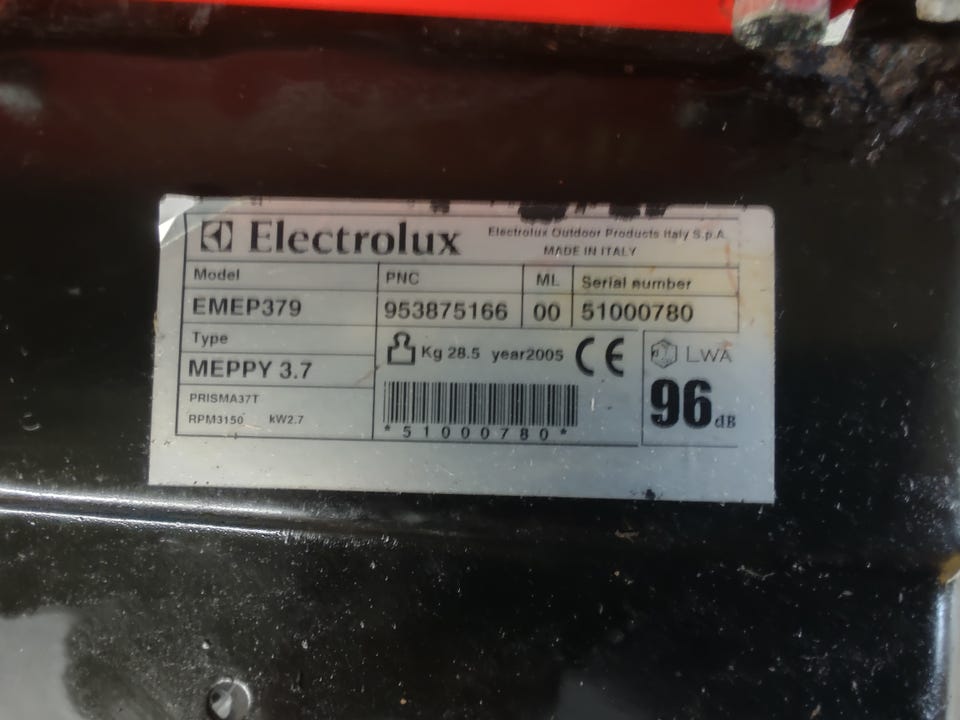 Electrolux Electrolux Outdoor Products Italy S.p.A.
MADE IN ITALY
Model PNC ML Serial number
EMEP379 953875166 00 51000780
Type
Kg 28.5 year2005 CE LWA
MEPPY 3.7
PRISMA37T
RPM3150 kW2.7
96 dB
*51000780*